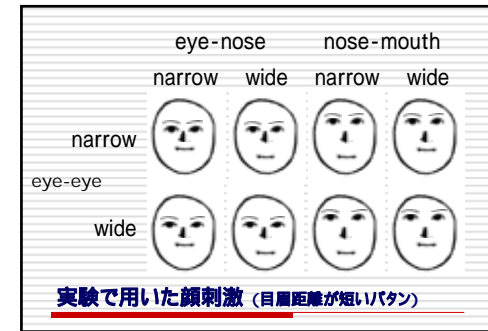 eye-nose nose-mouth
narrow wide narrow wide
narrow
eye-eye
wide
実験で用いた顔刺激（目眉距離が短いパタン）